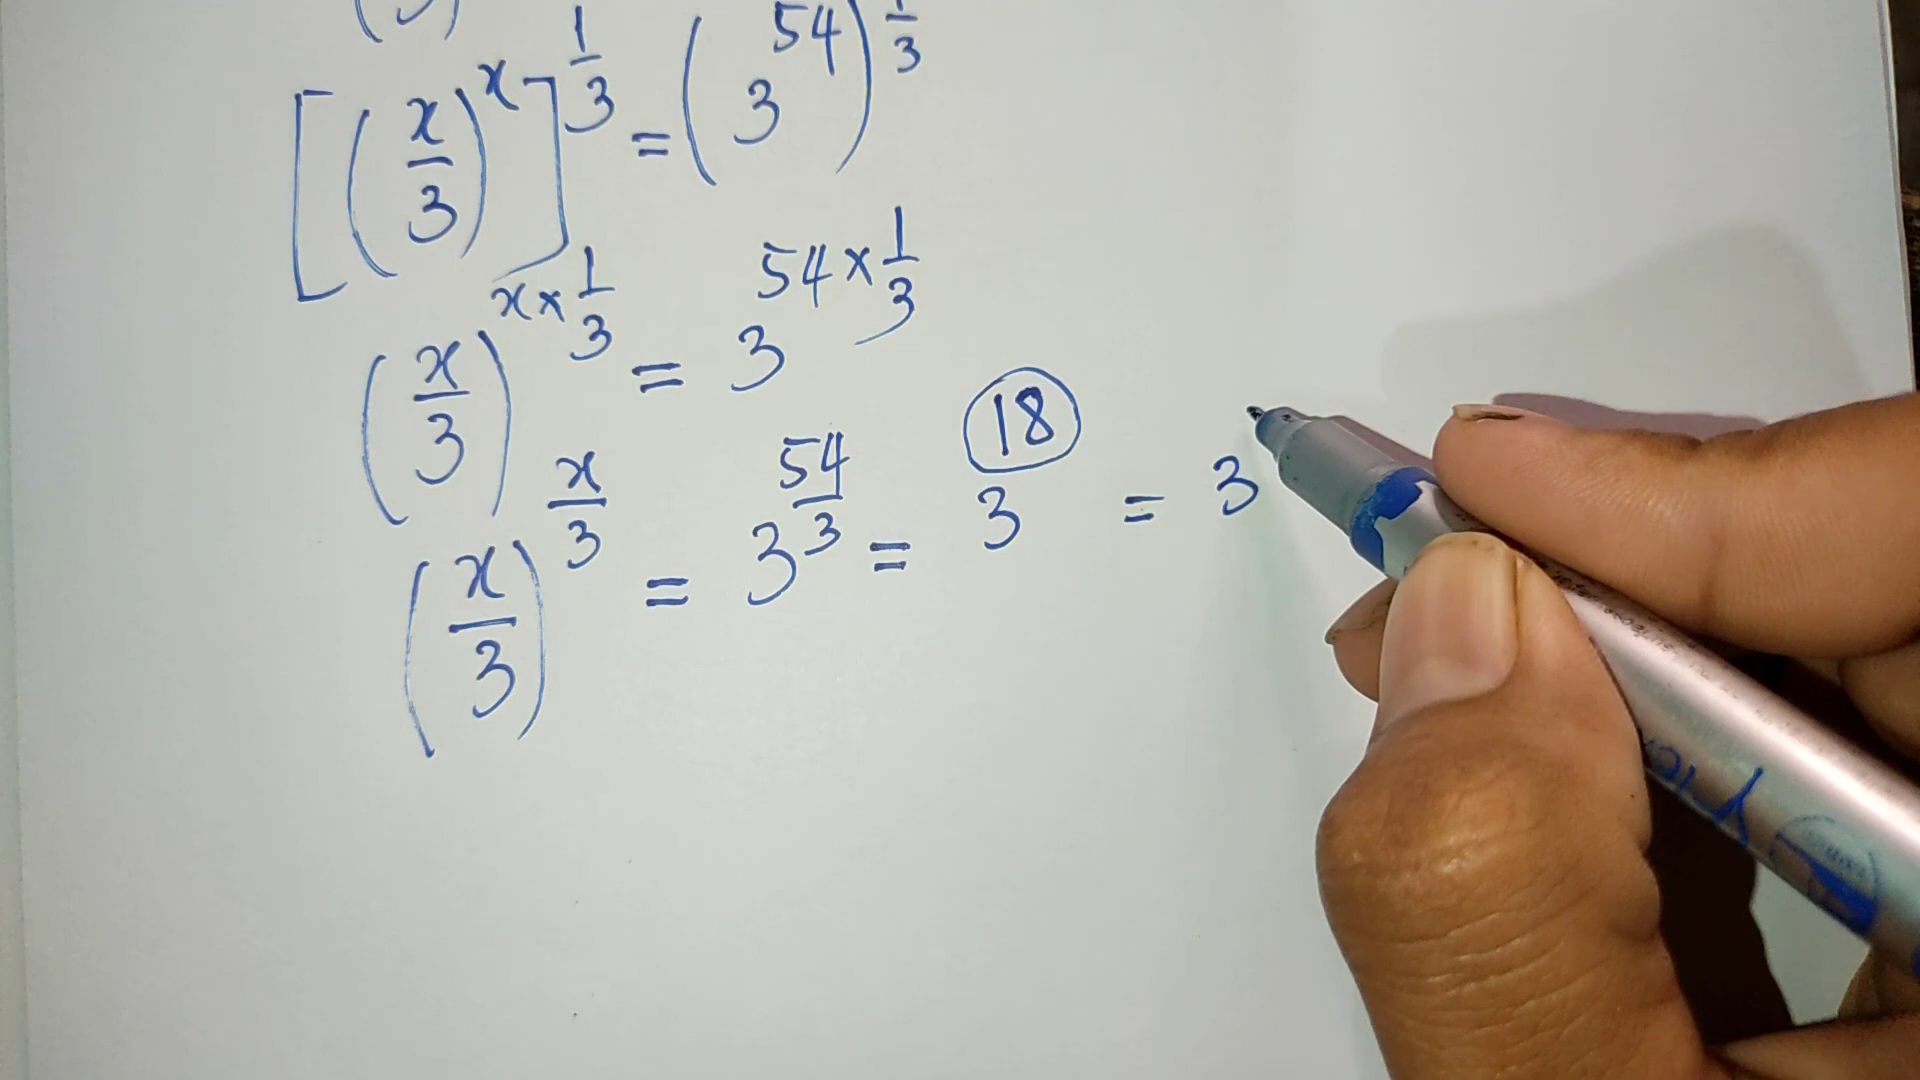 [(x/3)^x]^1/3 = (3^54)^1/3
(x/3)^x×1/3 = 3^54×1/3
(x/3)^x/3 = 3^54/3 = 3^18 = 3